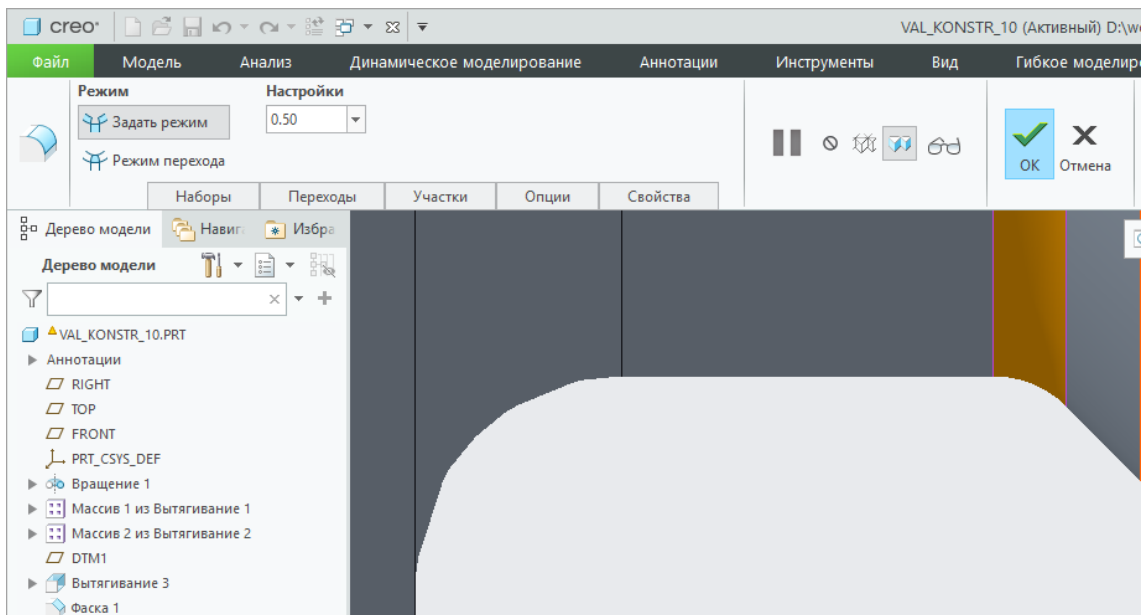 creo·
VAL_KONSTR_10 (Активный) D:\w
Файл Модель Анализ Динамическое моделирование Аннотации Инструменты Вид Гибкое моделир
Режим Настройки
Задать режим 0.50
Режим перехода
OK Отмена
Наборы Переходы Участки Опции Свойства
Дерево модели Навиг Избра
Дерево модели
VAL_KONSTR_10.PRT
Аннотации
RIGHT
TOP
FRONT
PRT_CSYS_DEF
Вращение 1
Массив 1 из Вытягивание 1
Массив 2 из Вытягивание 2
DTM1
Вытягивание 3
Фаска 1